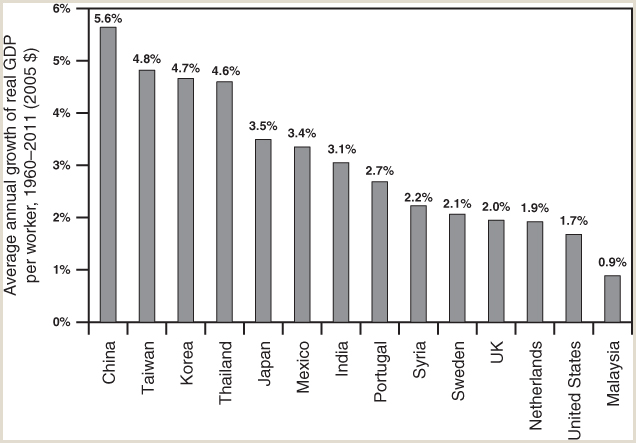 Average annual growth of real GDP
per worker, 1960–2011 (2005 $)
6%
5%
4%
3%
2%
1%
0%
5.6%
4.8%
4.7%
4.6%
3.5%
3.4%
3.1%
2.7%
2.2%
2.1%
2.0%
1.9%
1.7%
0.9%
China
Taiwan
Korea
Thailand
Japan
Mexico
India
Portugal
Syria
Sweden
UK
Netherlands
United States
Malaysia